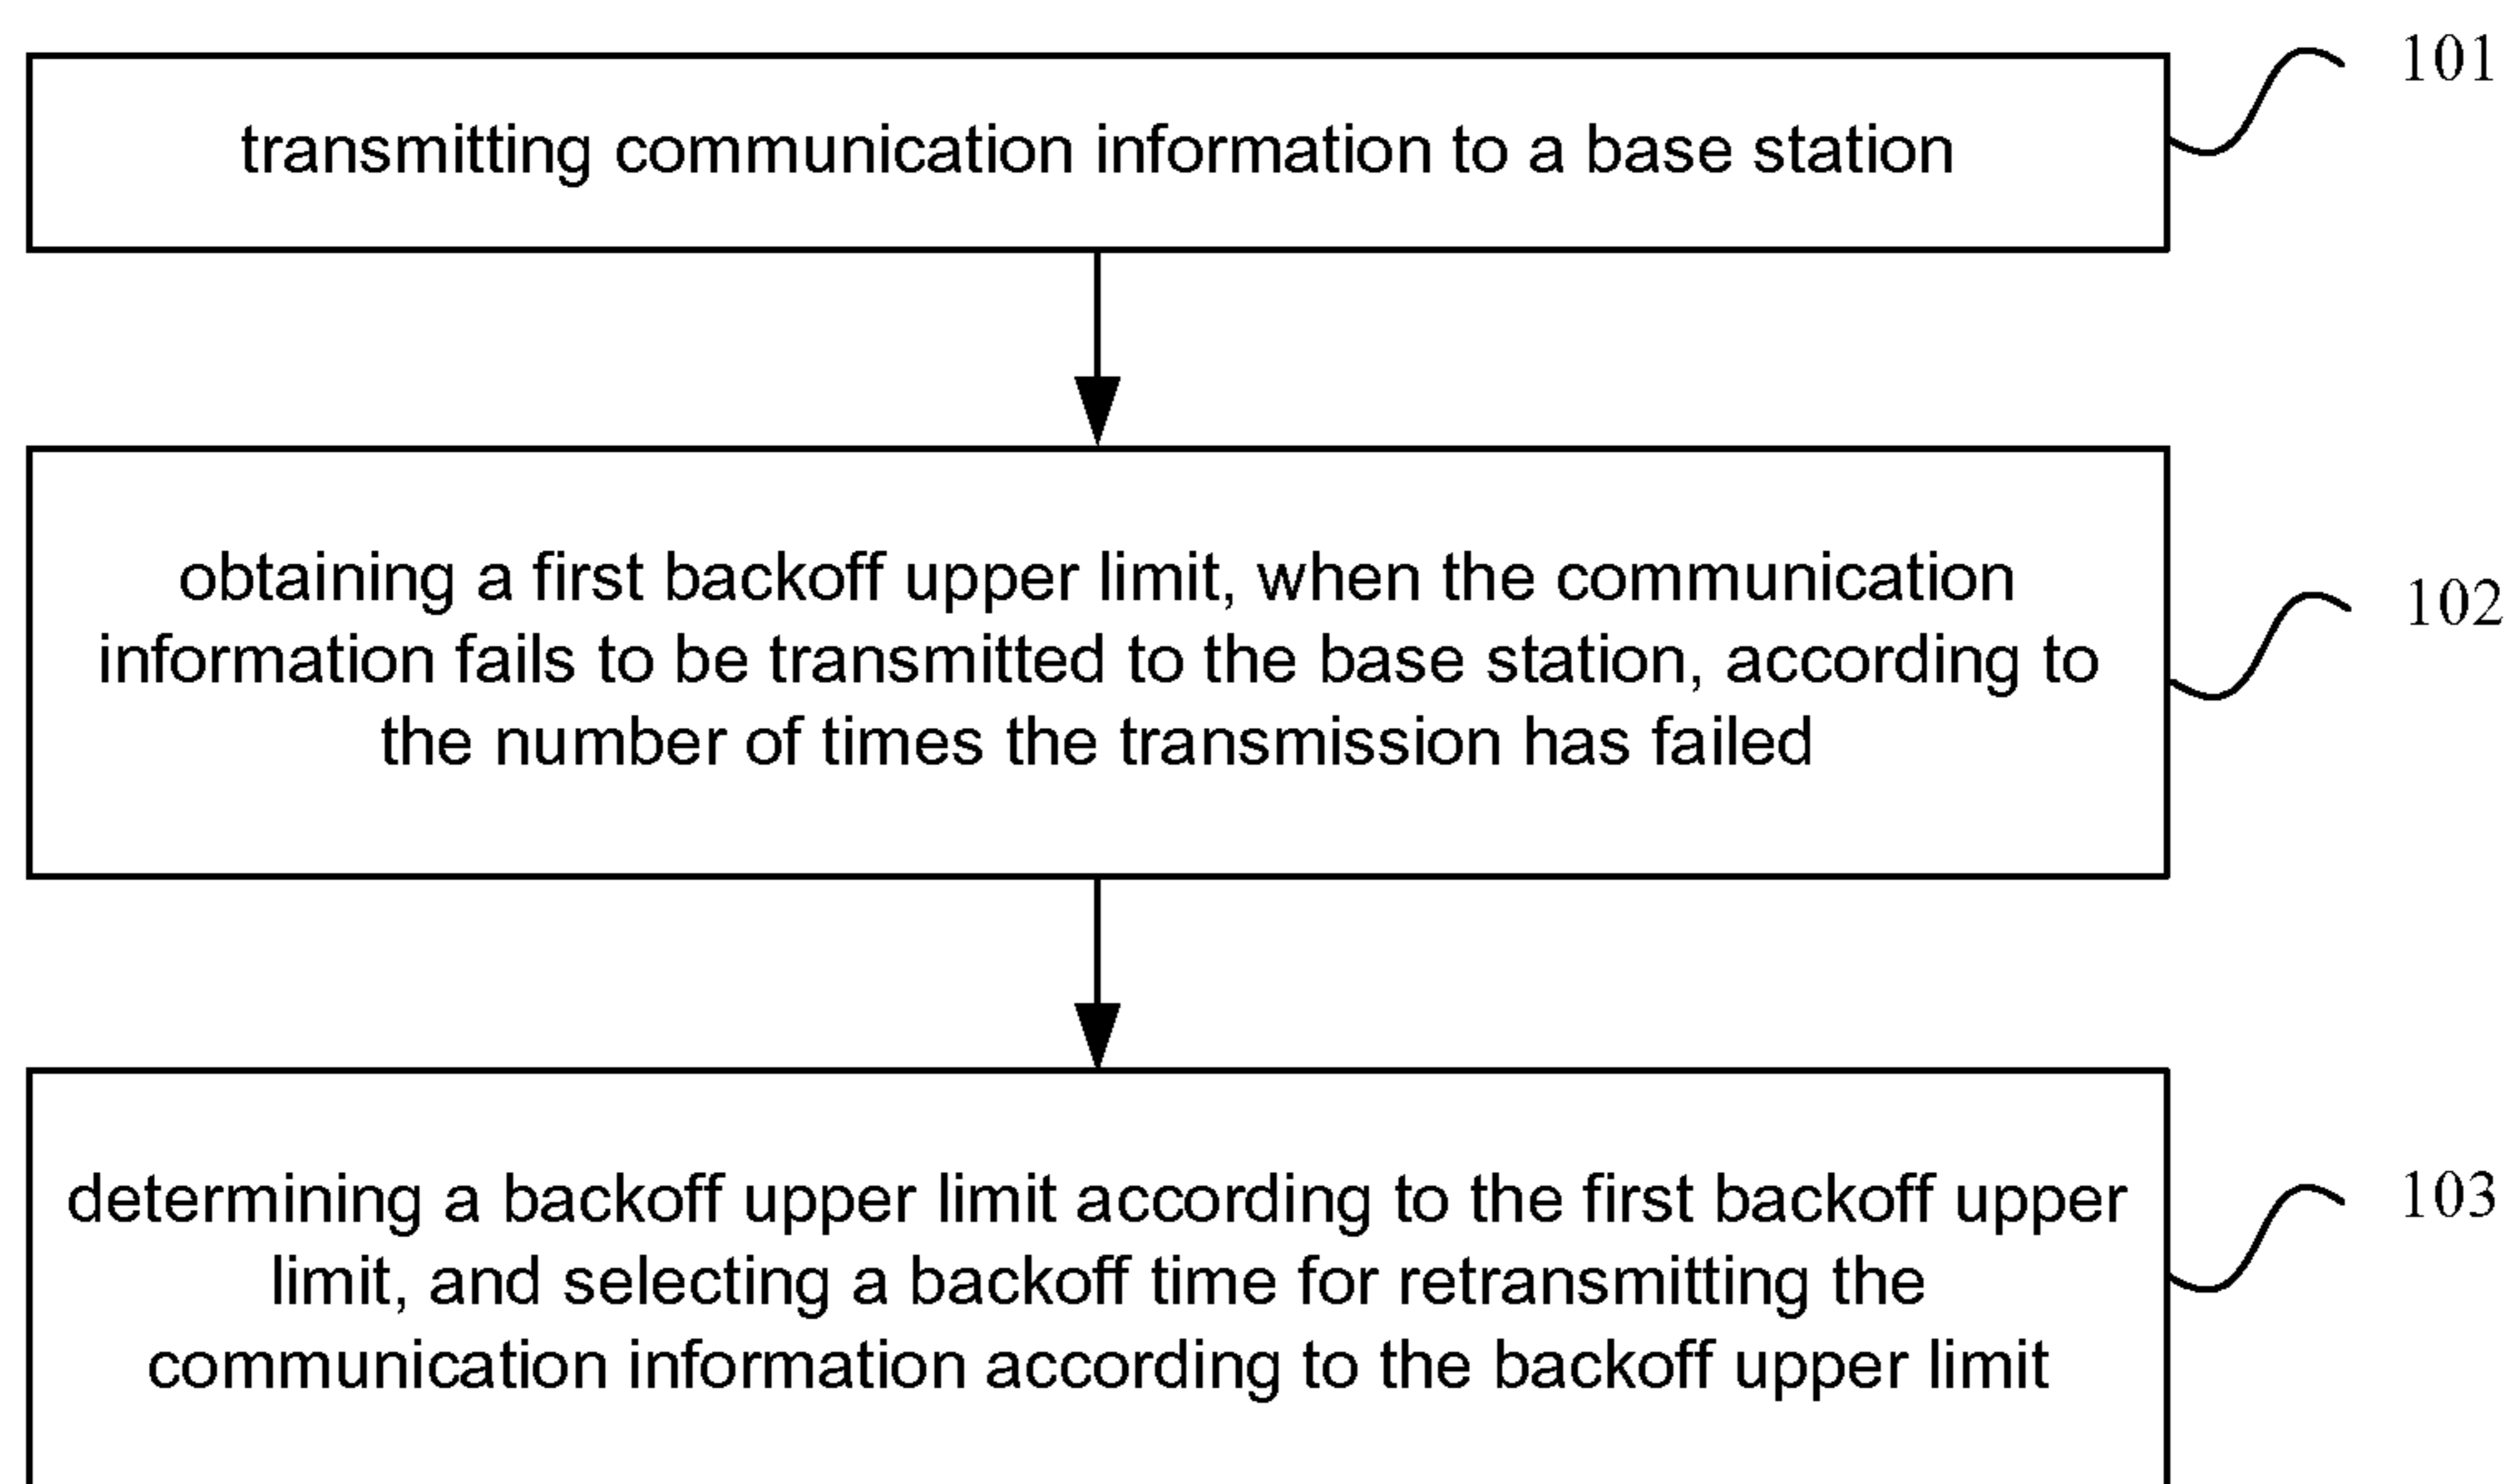 transmitting communication information to a base station
101
obtaining a first backoff upper limit, when the communication
information fails to be transmitted to the base station, according to
the number of times the transmission has failed
102
determining a backoff upper limit according to the first backoff upper
limit, and selecting a backoff time for retransmitting the
communication information according to the backoff upper limit
103